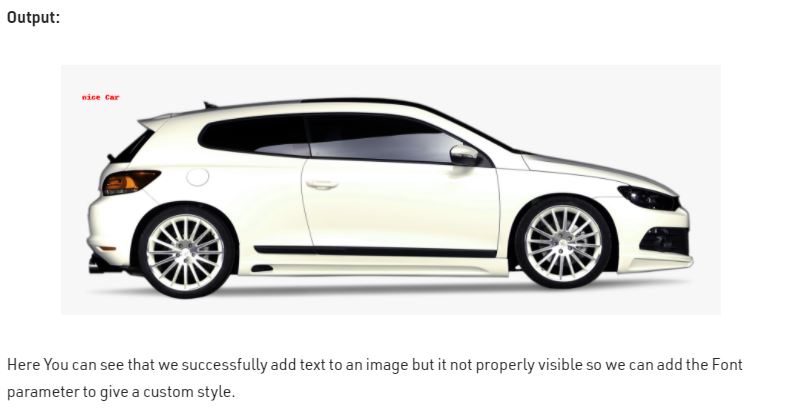 Output:
nice Car
Here You can see that we successfully add text to an image but it not properly visible so we can add the Font
parameter to give a custom style.